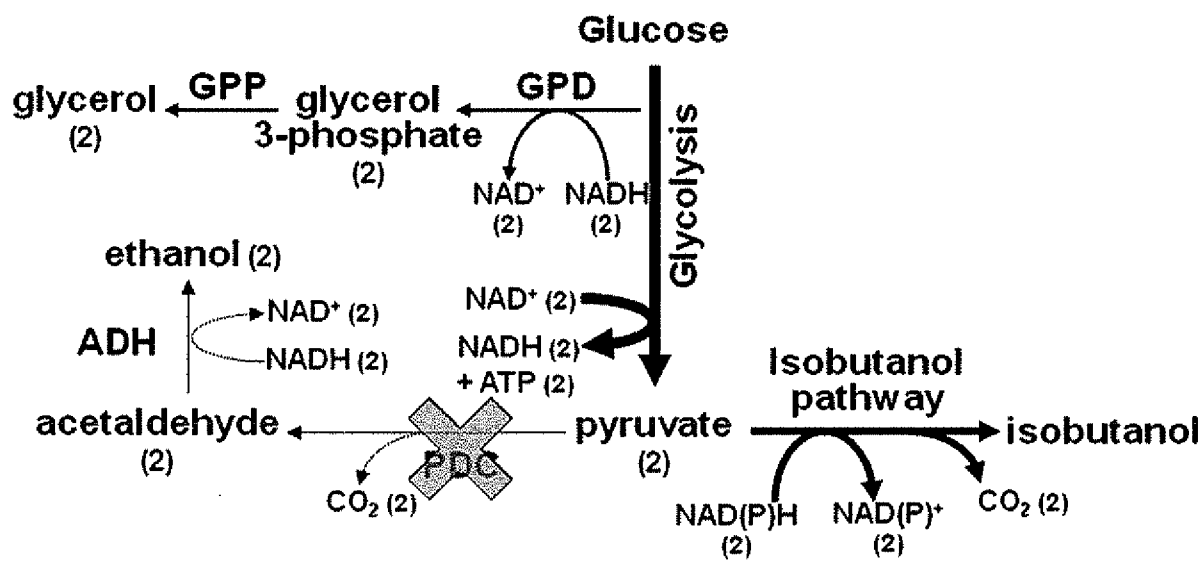 Glucose
GPP
GPD
glycerol
(2)
glycerol
3-phosphate
(2)
NAD⁺
(2)
NADH
(2)
Glycolysis
ethanol (2)
NAD⁺ (2)
NADH (2)
ADH
NAD⁺ (2)
NADH (2)
+ ATP (2)
Isobutanol
pathway
acetaldehyde
(2)
PDC
CO₂ (2)
pyruvate
(2)
isobutanol
NAD(P)H
(2)
NAD(P)⁺
(2)
CO₂ (2)